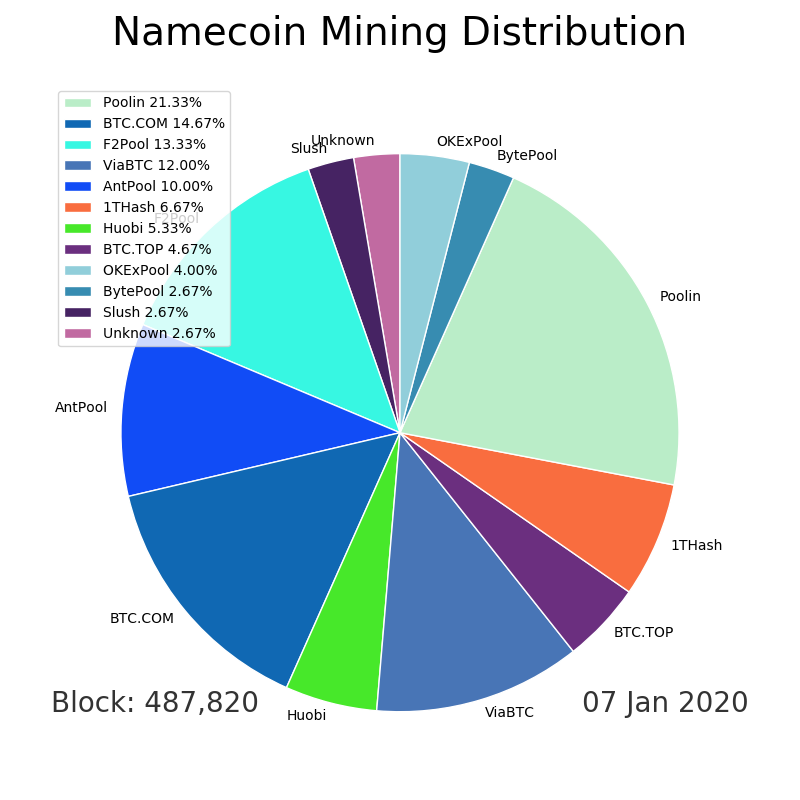 Namecoin Mining Distribution
Poolin 21.33%
BTC.COM 14.67%
F2Pool 13.33%
ViaBTC 12.00%
AntPool 10.00%
1THash 6.67%
Huobi 5.33%
BTC.TOP 4.67%
OKExPool 4.00%
BytePool 2.67%
Slush 2.67%
Unknown 2.67%
Unknown
OKExPool
Slush
BytePool
F2Pool
Poolin
AntPool
1THash
BTC.COM
BTC.TOP
Huobi
ViaBTC
Block: 487,820
07 Jan 2020